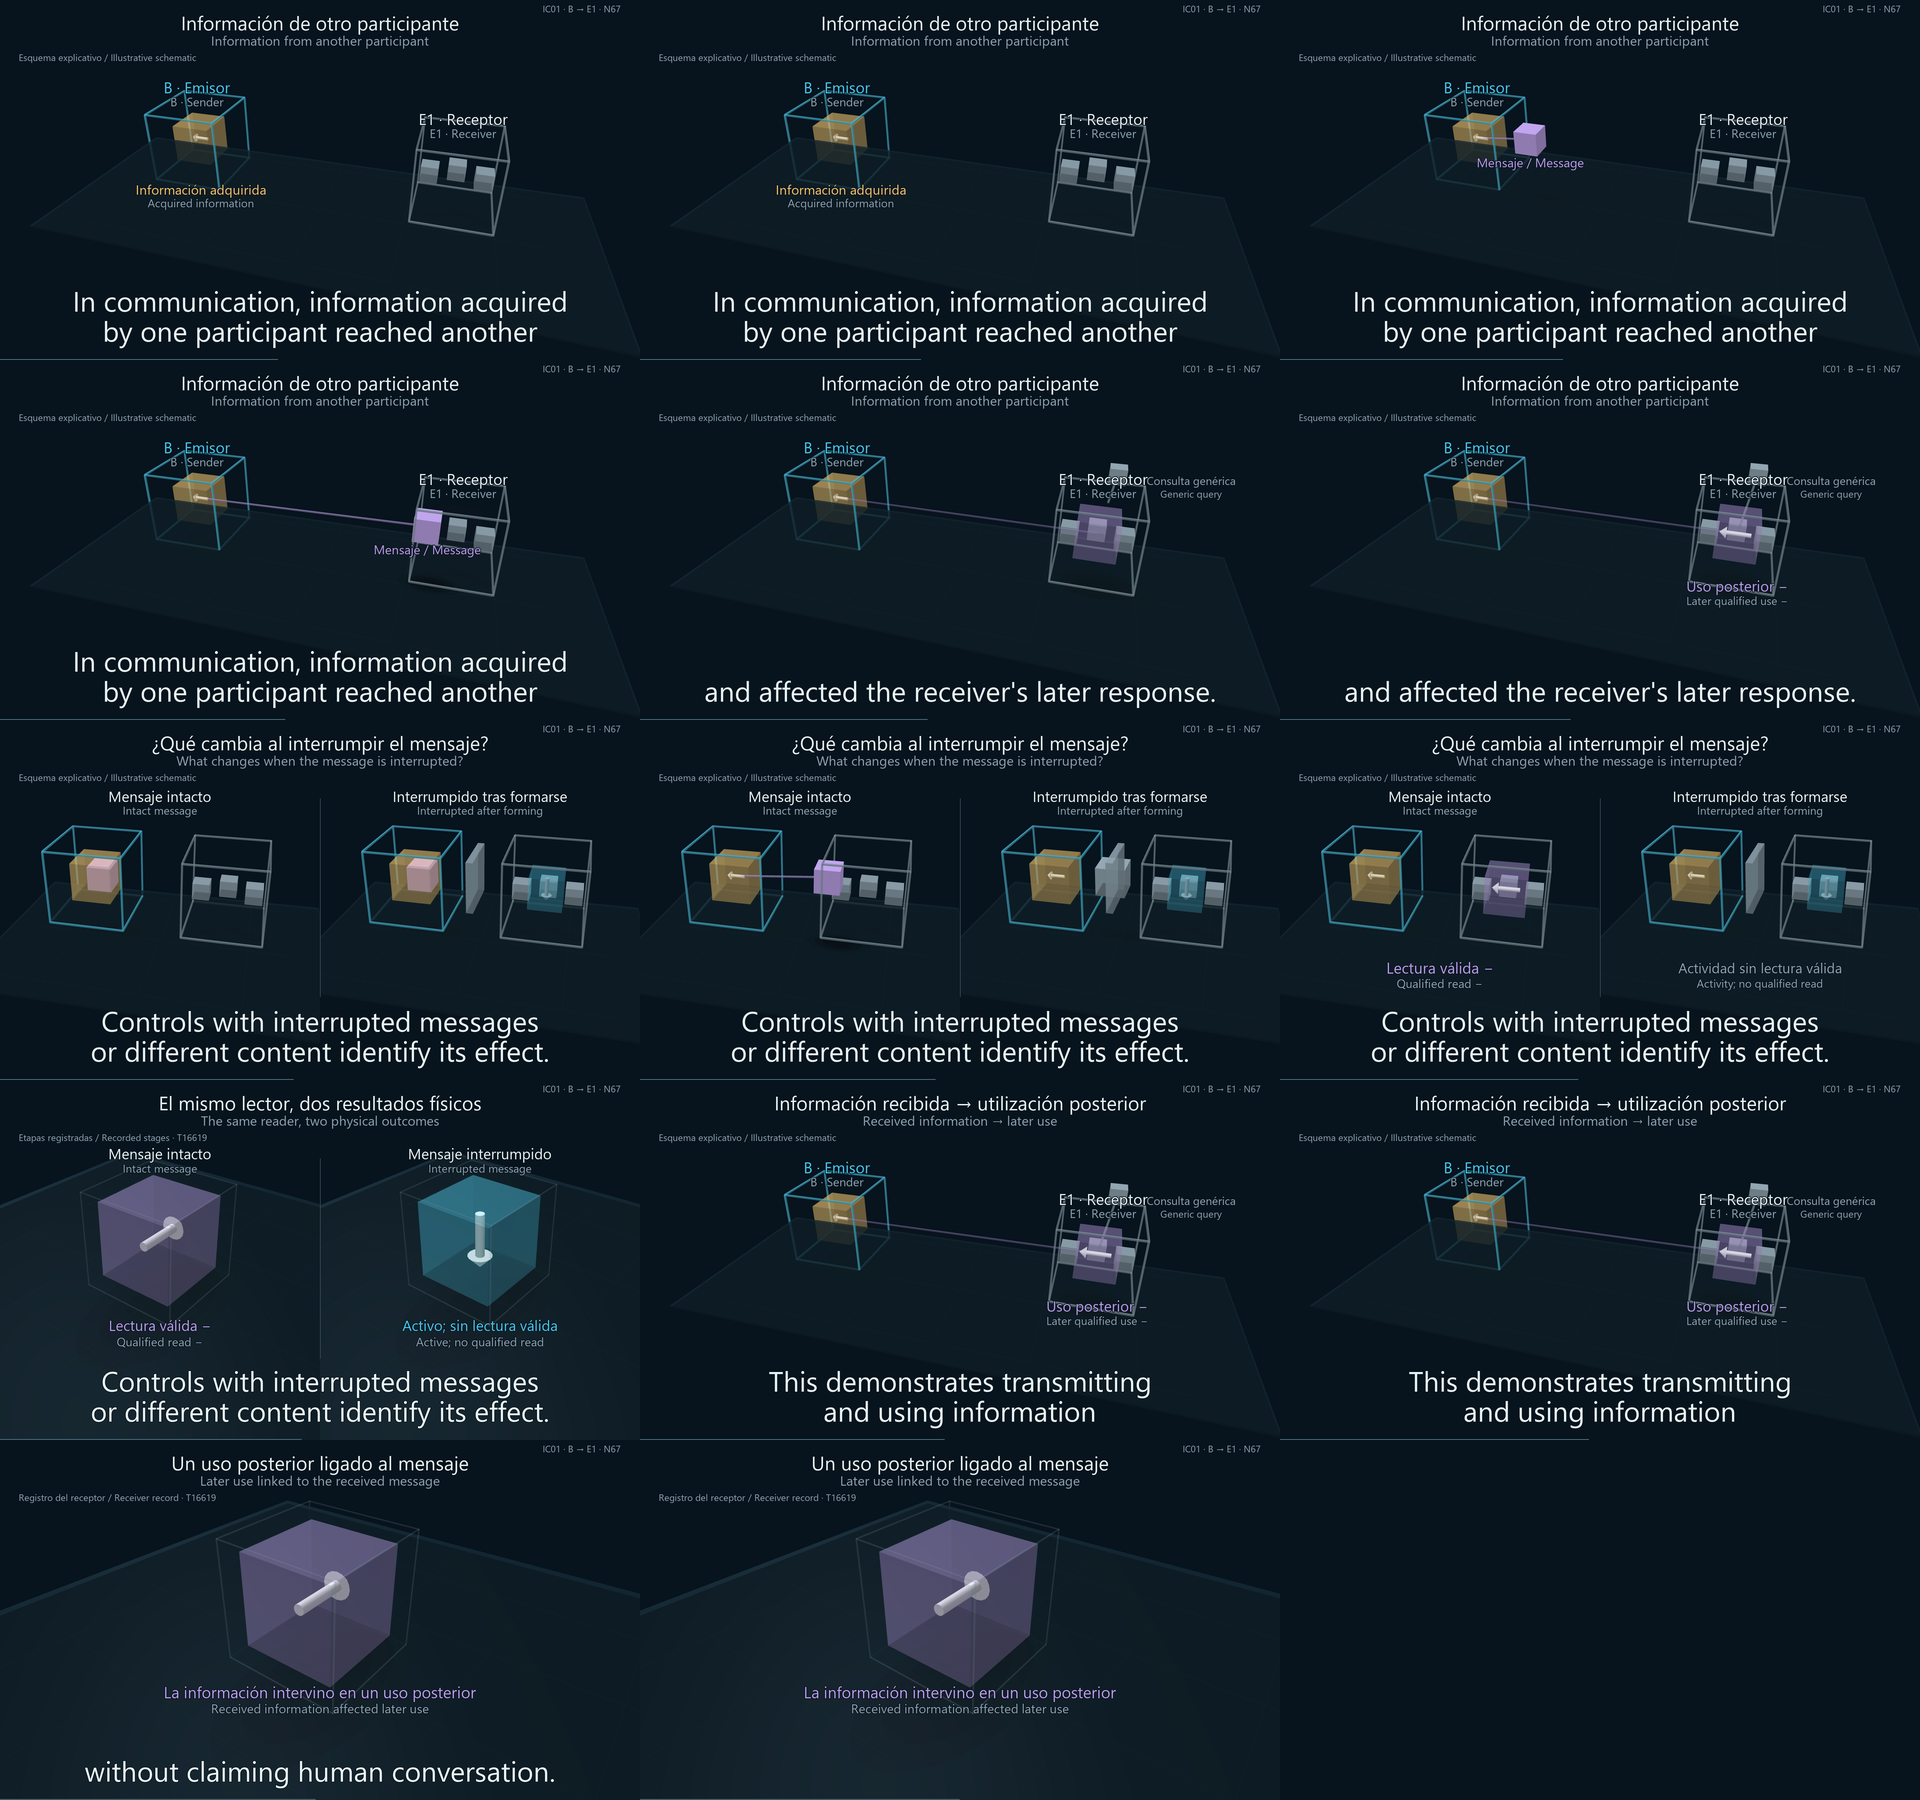 IC01 · B → E1 · N67
Información de otro participante
Information from another participant
Esquema explicativo / Illustrative schematic
B · Emisor
B · Sender
E1 · Receptor
E1 · Receiver
Información adquirida
Acquired information
In communication, information acquired
by one participant reached another
IC01 · B → E1 · N67
Información de otro participante
Information from another participant
Esquema explicativo / Illustrative schematic
B · Emisor
B · Sender
E1 · Receptor
E1 · Receiver
Información adquirida
Acquired information
In communication, information acquired
by one participant reached another
IC01 · B → E1 · N67
Información de otro participante
Information from another participant
Esquema explicativo / Illustrative schematic
B · Emisor
B · Sender
E1 · Receptor
E1 · Receiver
Mensaje / Message
In communication, information acquired
by one participant reached another
IC01 · B → E1 · N67
Información de otro participante
Information from another participant
Esquema explicativo / Illustrative schematic
B · Emisor
B · Sender
E1 · Receptor
E1 · Receiver
Mensaje / Message
In communication, information acquired
by one participant reached another
IC01 · B → E1 · N67
Información de otro participante
Information from another participant
Esquema explicativo / Illustrative schematic
B · Emisor
B · Sender
E1 · Receptor
E1 · Receiver
Consulta genérica
Generic query
and affected the receiver's later response.
IC01 · B → E1 · N67
Información de otro participante
Information from another participant
Esquema explicativo / Illustrative schematic
B · Emisor
B · Sender
E1 · Receptor
E1 · Receiver
Consulta genérica
Generic query
Uso posterior −
Later qualified use −
and affected the receiver's later response.
IC01 · B → E1 · N67
¿Qué cambia al interrumpir el mensaje?
What changes when the message is interrupted?
Esquema explicativo / Illustrative schematic
Mensaje intacto
Intact message
Interrumpido tras formarse
Interrupted after forming
Controls with interrupted messages
or different content identify its effect.
IC01 · B → E1 · N67
¿Qué cambia al interrumpir el mensaje?
What changes when the message is interrupted?
Esquema explicativo / Illustrative schematic
Mensaje intacto
Intact message
Interrumpido tras formarse
Interrupted after forming
Controls with interrupted messages
or different content identify its effect.
IC01 · B → E1 · N67
¿Qué cambia al interrumpir el mensaje?
What changes when the message is interrupted?
Esquema explicativo / Illustrative schematic
Mensaje intacto
Intact message
Interrumpido tras formarse
Interrupted after forming
Lectura válida −
Qualified read −
Actividad sin lectura válida
Activity; no qualified read
Controls with interrupted messages
or different content identify its effect.
IC01 · B → E1 · N67
El mismo lector, dos resultados físicos
The same reader, two physical outcomes
Etapas registradas / Recorded stages · T16619
Mensaje intacto
Intact message
Mensaje interrumpido
Interrupted message
Lectura válida −
Qualified read −
Activo; sin lectura válida
Active; no qualified read
Controls with interrupted messages
or different content identify its effect.
IC01 · B → E1 · N67
Información recibida → utilización posterior
Received information → later use
Esquema explicativo / Illustrative schematic
B · Emisor
B · Sender
E1 · Receptor
E1 · Receiver
Consulta genérica
Generic query
Uso posterior −
Later qualified use −
This demonstrates transmitting
and using information
IC01 · B → E1 · N67
Información recibida → utilización posterior
Received information → later use
Esquema explicativo / Illustrative schematic
B · Emisor
B · Sender
E1 · Receptor
E1 · Receiver
Consulta genérica
Generic query
Uso posterior −
Later qualified use −
This demonstrates transmitting
and using information
IC01 · B → E1 · N67
Un uso posterior ligado al mensaje
Later use linked to the received message
Registro del receptor / Receiver record · T16619
La información intervino en un uso posterior
Received information affected later use
without claiming human conversation.
IC01 · B → E1 · N67
Un uso posterior ligado al mensaje
Later use linked to the received message
Registro del receptor / Receiver record · T16619
La información intervino en un uso posterior
Received information affected later use